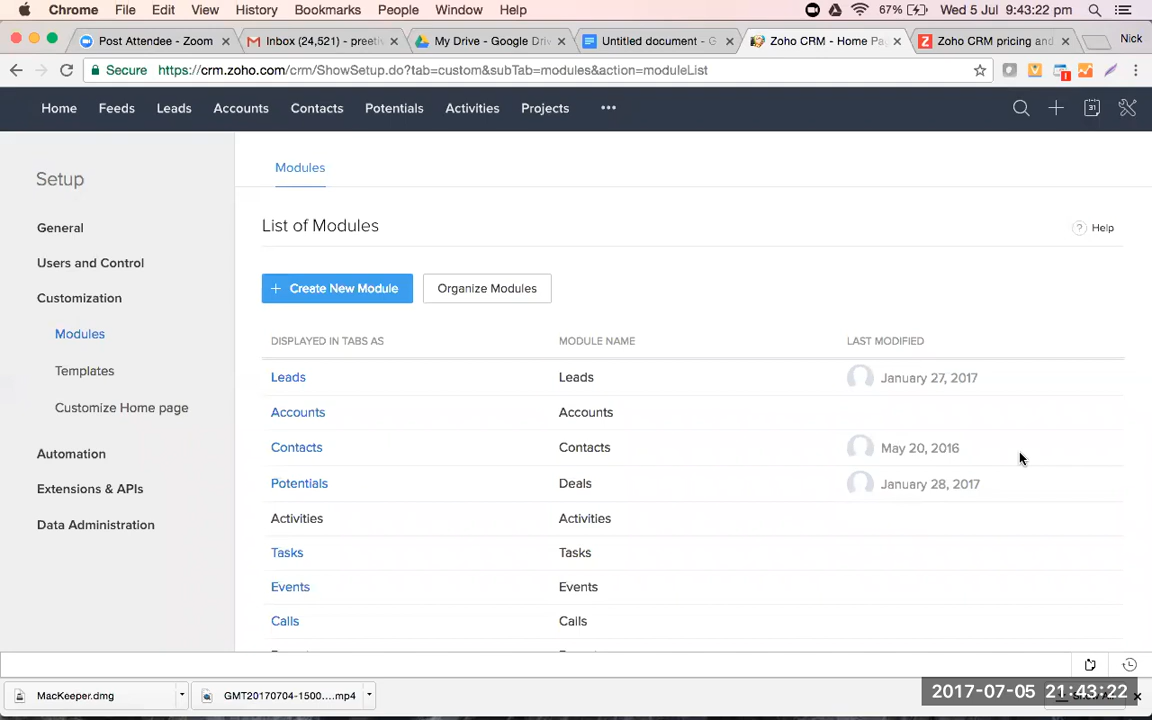 Chrome File Edit View History Bookmarks People Window Help 67% Wed 5 Jul 9:43:22 pm
Post Attendee - Zoom Inbox (24,521) - preetiv My Drive - Google Driv Untitled document - G Zoho CRM - Home Pag Zoho CRM pricing and Nick
Secure https://crm.zoho.com/crm/ShowSetup.do?tab=custom&subTab=modules&action=moduleList
Home Feeds Leads Accounts Contacts Potentials Activities Projects ••• 31
Modules
Setup
General
Users and Control
Customization
Modules
Templates
Customize Home page
Automation
Extensions & APIs
Data Administration
List of Modules
? Help
+ Create New Module Organize Modules
DISPLAYED IN TABS AS MODULE NAME LAST MODIFIED
Leads Leads January 27, 2017
Accounts Accounts
Contacts Contacts May 20, 2016
Potentials Deals January 28, 2017
Activities Activities
Tasks Tasks
Events Events
Calls Calls
MacKeeper.dmg GMT20170704-1500....mp4
2017-07-05 21:43:22